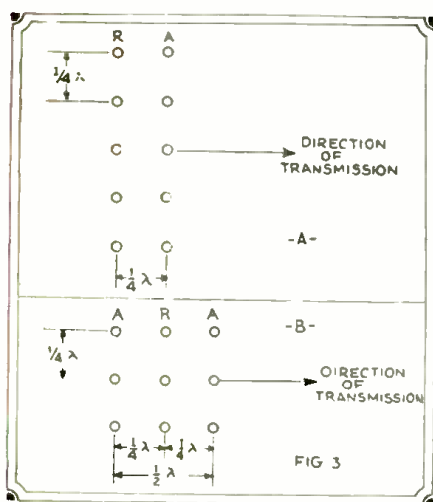 R A
1/4 λ
DIRECTION
OF
TRANSMISSION
-A-
1/4 λ
A R A
-B-
1/4 λ
DIRECTION
OF
TRANSMISSION
1/4 λ 1/4 λ
1/2 λ
FIG 3